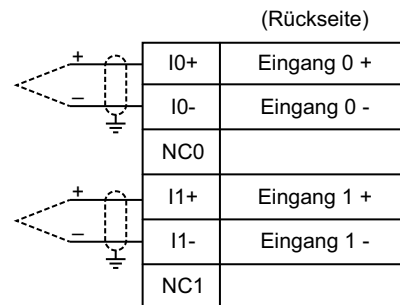 (Rückseite)
+ I0+ Eingang 0 +
– I0- Eingang 0 -
NC0
+ I1+ Eingang 1 +
– I1- Eingang 1 -
NC1